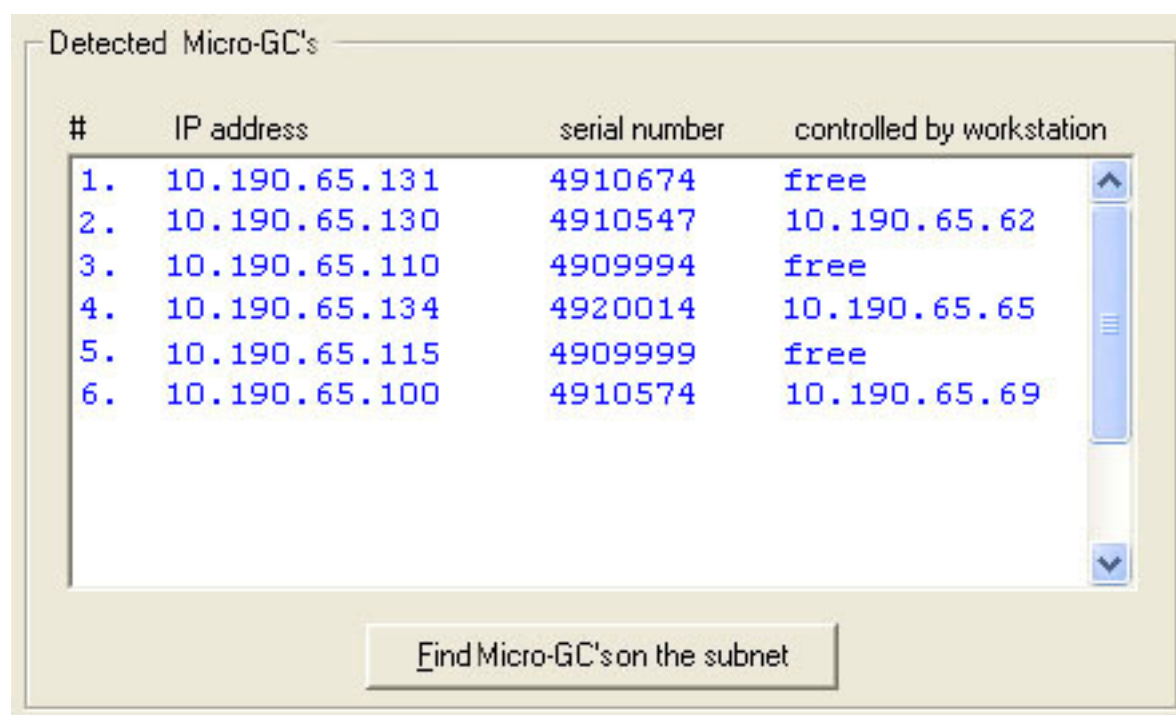 Detected Micro-GC's
# IP address serial number controlled by workstation
1. 10.190.65.131 4910674 free
2. 10.190.65.130 4910547 10.190.65.62
3. 10.190.65.110 4909994 free
4. 10.190.65.134 4920014 10.190.65.65
5. 10.190.65.115 4909999 free
6. 10.190.65.100 4910574 10.190.65.69
Find Micro-GC's on the subnet